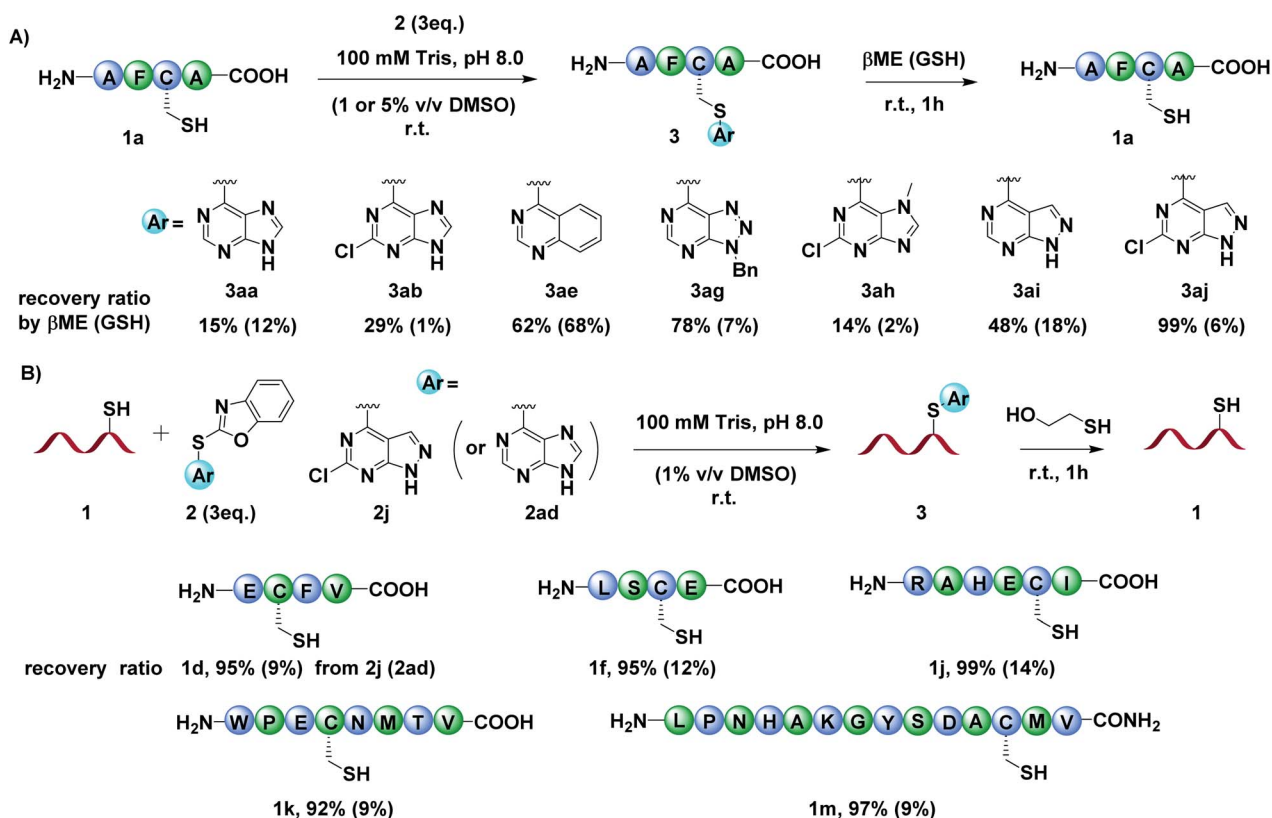 A)
2 (3eq.)
100 mM Tris, pH 8.0
(1 or 5% v/v DMSO)
r.t.
H₂N A F C A COOH
SH
1a
H₂N A F C A COOH
S
Ar
3
βME (GSH)
r.t., 1h
H₂N A F C A COOH
SH
1a
Ar =
N N N N H
Cl N N N N H
N N
N N N N N Bn
Cl N N N N
N N N N H
Cl N N N N H
3aa 3ab 3ae 3ag 3ah 3ai 3aj
recovery ratio
by βME (GSH) 15% (12%) 29% (1%) 62% (68%) 78% (7%) 14% (2%) 48% (18%) 99% (6%)
B)
SH
1
+
N
O
S
Ar
2 (3eq.)
Ar =
Cl N N N N H
2j
(or N N N N H)
2ad
100 mM Tris, pH 8.0
(1% v/v DMSO)
r.t.
S Ar
3
HO SH
r.t., 1h
SH
1
H₂N E C F V COOH
SH
H₂N L S C E COOH
SH
H₂N R A H E C I COOH
SH
recovery ratio 1d, 95% (9%) from 2j (2ad) 1f, 95% (12%) 1j, 99% (14%)
H₂N W P E C N M T V COOH
SH
H₂N L P N H A K G Y S D A C M V CONH₂
SH
1k, 92% (9%) 1m, 97% (9%)